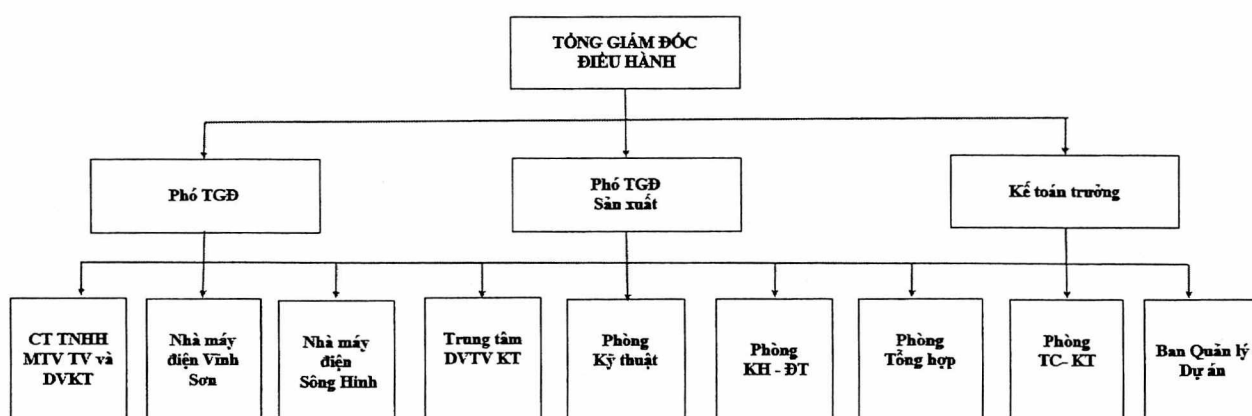 TỔNG GIÁM ĐỐC
ĐIỀU HÀNH
Phó TGĐ
Phó TGĐ
Sản xuất
Kế toán trưởng
CT TNHH
MTV TV và
DVKT
Nhà máy
điện Vĩnh
Sơn
Nhà máy
điện
Sông Hinh
Trung tâm
DVTV KT
Phòng
Kỹ thuật
Phòng
KH - ĐT
Phòng
Tổng hợp
Phòng
TC- KT
Ban Quản lý
Dự án